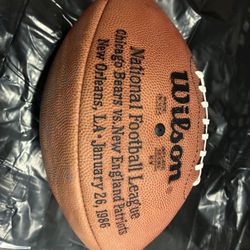 Wilson
National Football League
Chicago Bears vs. New England Patriots
New Orleans, LA • January 26, 1986